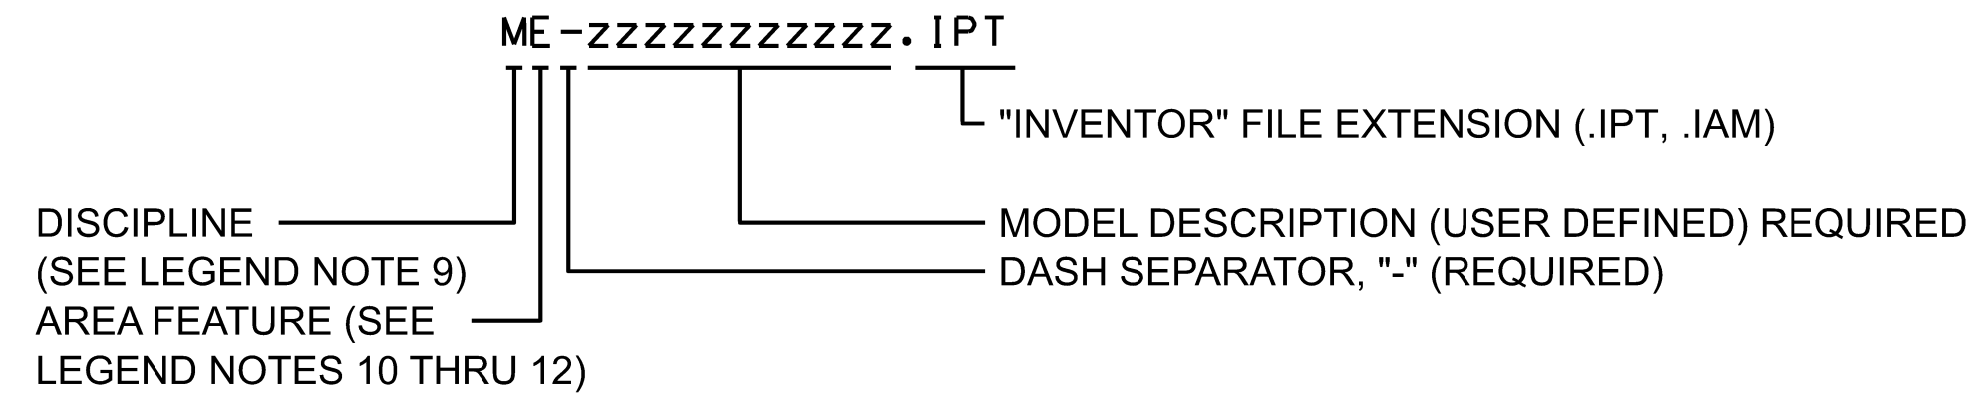 ME-zzzzzzzzzzz.IPT
"INVENTOR" FILE EXTENSION (.IPT, .IAM)
DISCIPLINE
(SEE LEGEND NOTE 9)
AREA FEATURE (SEE
LEGEND NOTES 10 THRU 12)
MODEL DESCRIPTION (USER DEFINED) REQUIRED
DASH SEPARATOR, "-" (REQUIRED)